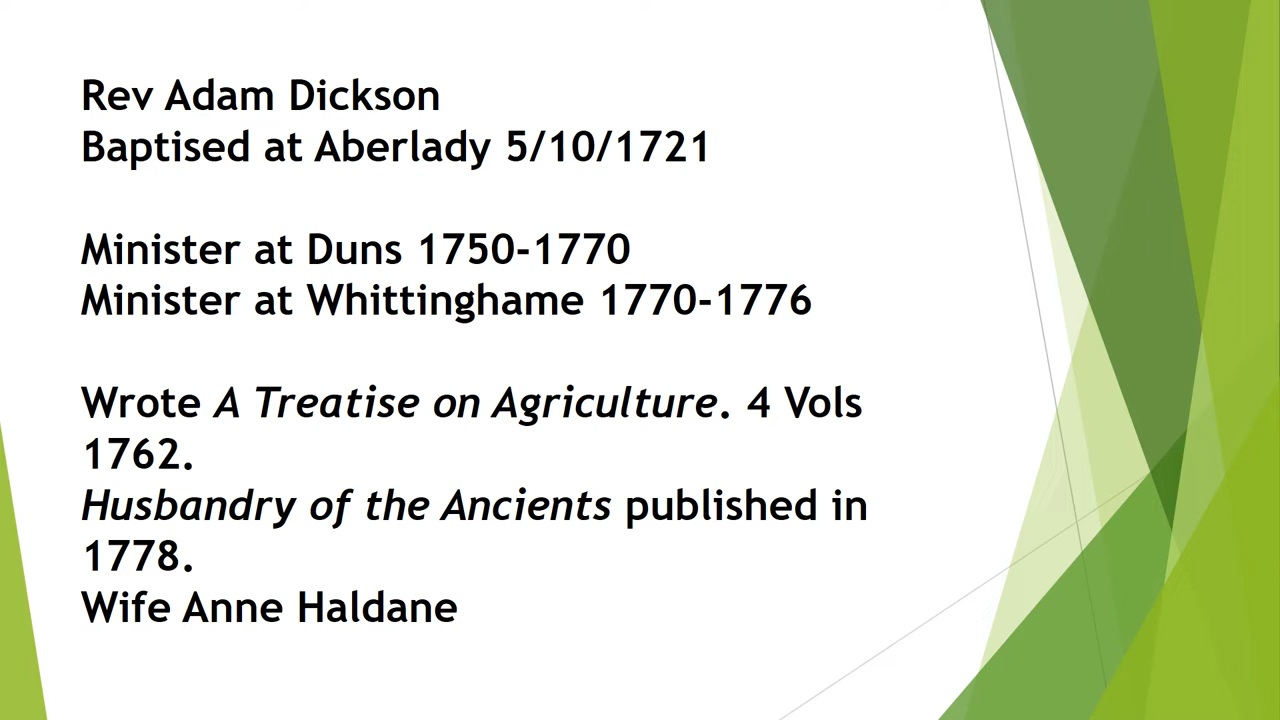 Rev Adam Dickson
Baptised at Aberlady 5/10/1721
Minister at Duns 1750-1770
Minister at Whittinghame 1770-1776
Wrote A Treatise on Agriculture. 4 Vols
1762.
Husbandry of the Ancients published in
1778.
Wife Anne Haldane